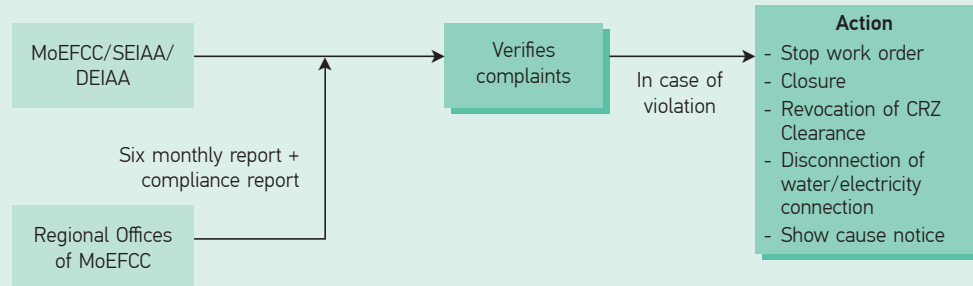 MoEFCC/SEIAA/
DEIAA
Six monthly report +
compliance report
Regional Offices
of MoEFCC
Verifies
complaints
In case of
violation
Action
- Stop work order
- Closure
- Revocation of CRZ
Clearance
- Disconnection of
water/electricity
connection
- Show cause notice